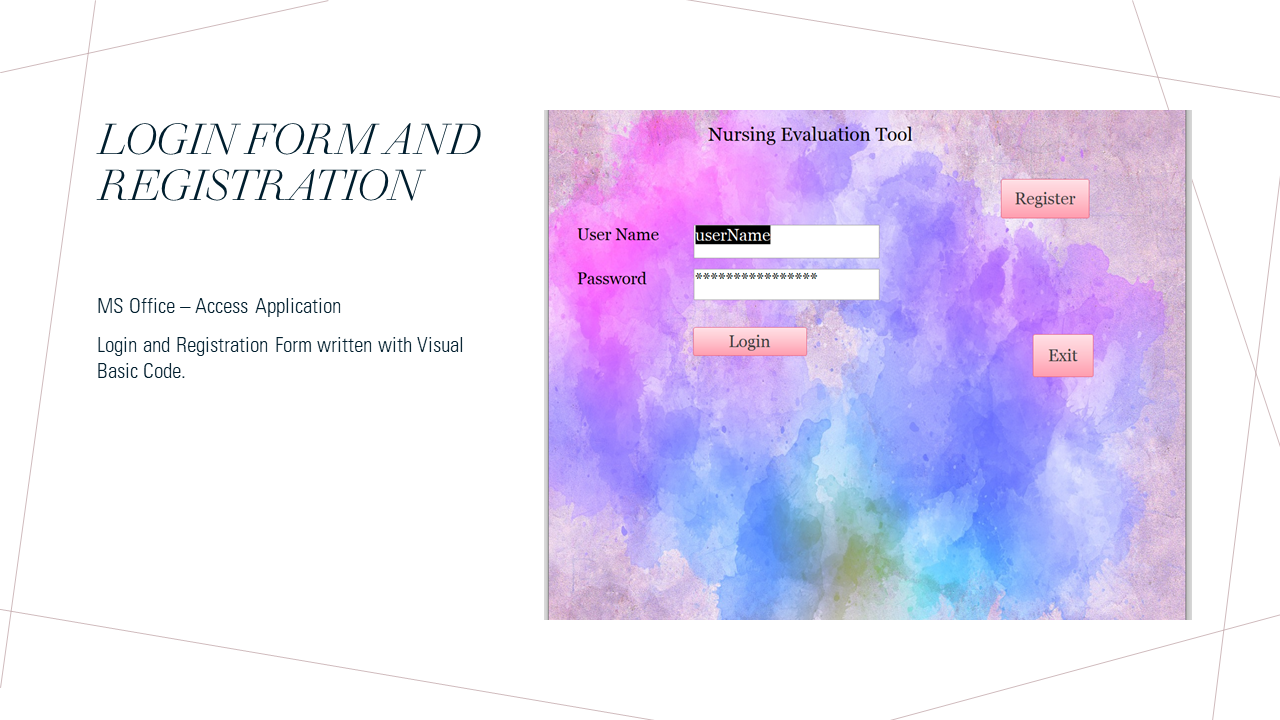 LOGIN FORM AND
REGISTRATION
MS Office – Access Application
Login and Registration Form written with Visual
Basic Code.
Nursing Evaluation Tool
Register
User Name userName
Password ****************
Login
Exit